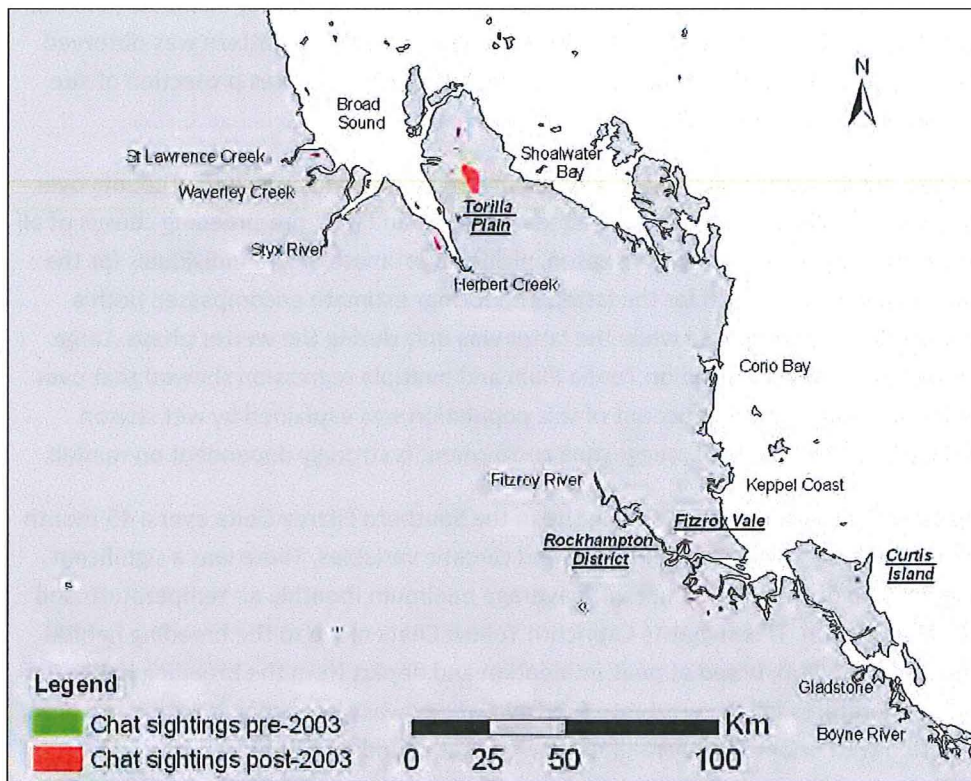 N
Broad
Sound
St Lawrence Creek
Shoalwater
Bay
Waverley Creek
Torilla
Plain
Styx River
Herbert Creek
Corio Bay
Fitzroy River
Keppel Coast
Fitzroy Vale
Rockhampton
District
Curtis
Island
Gladstone
Boyne River
Legend
Chat sightings pre-2003
Chat sightings post-2003
Km
0 25 50 100